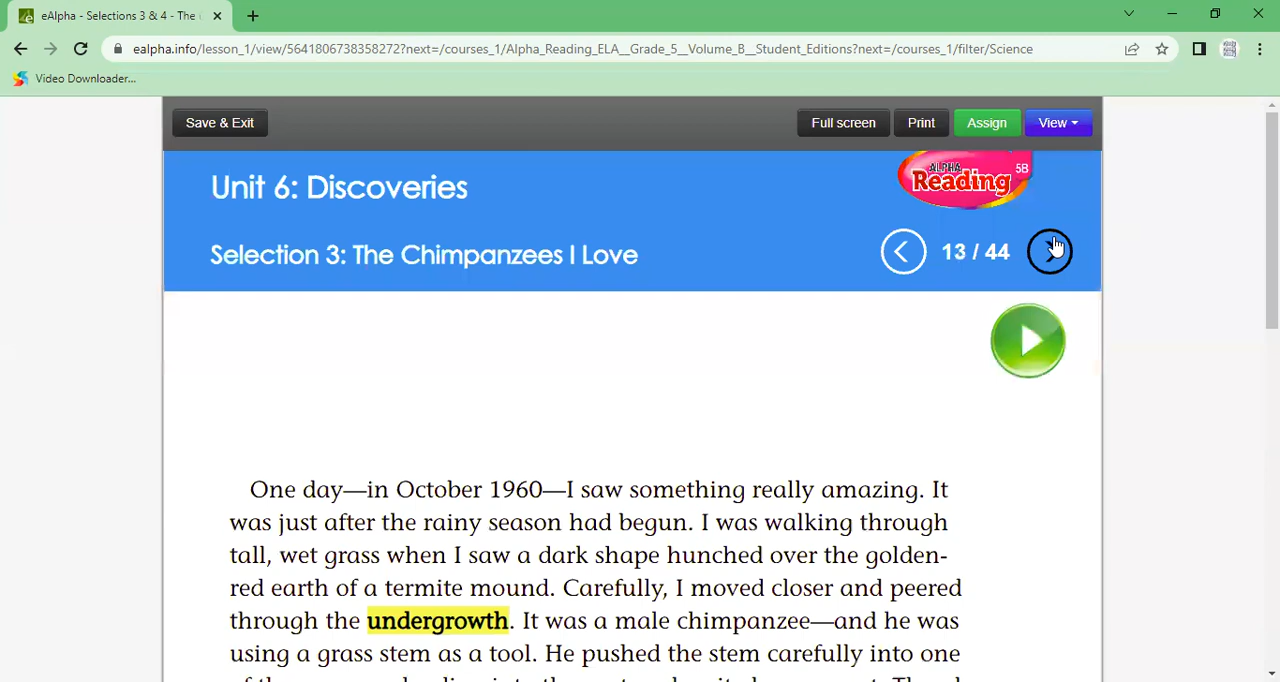 eAlpha - Selections 3 & 4 - The
ealpha.info/lesson_1/view/5641806738358272?next=/courses_1/Alpha_Reading_ELA__Grade_5__Volume_B__Student_Editions?next=/courses_1/filter/Science
Video Downloader...
Save & Exit
Full screen
Print
Assign
View
Unit 6: Discoveries
ALPHA
Reading
5B
Selection 3: The Chimpanzees I Love
13 / 44
One day—in October 1960—I saw something really amazing. It
was just after the rainy season had begun. I was walking through
tall, wet grass when I saw a dark shape hunched over the golden-
red earth of a termite mound. Carefully, I moved closer and peered
through the undergrowth. It was a male chimpanzee—and he was
using a grass stem as a tool. He pushed the stem carefully into one